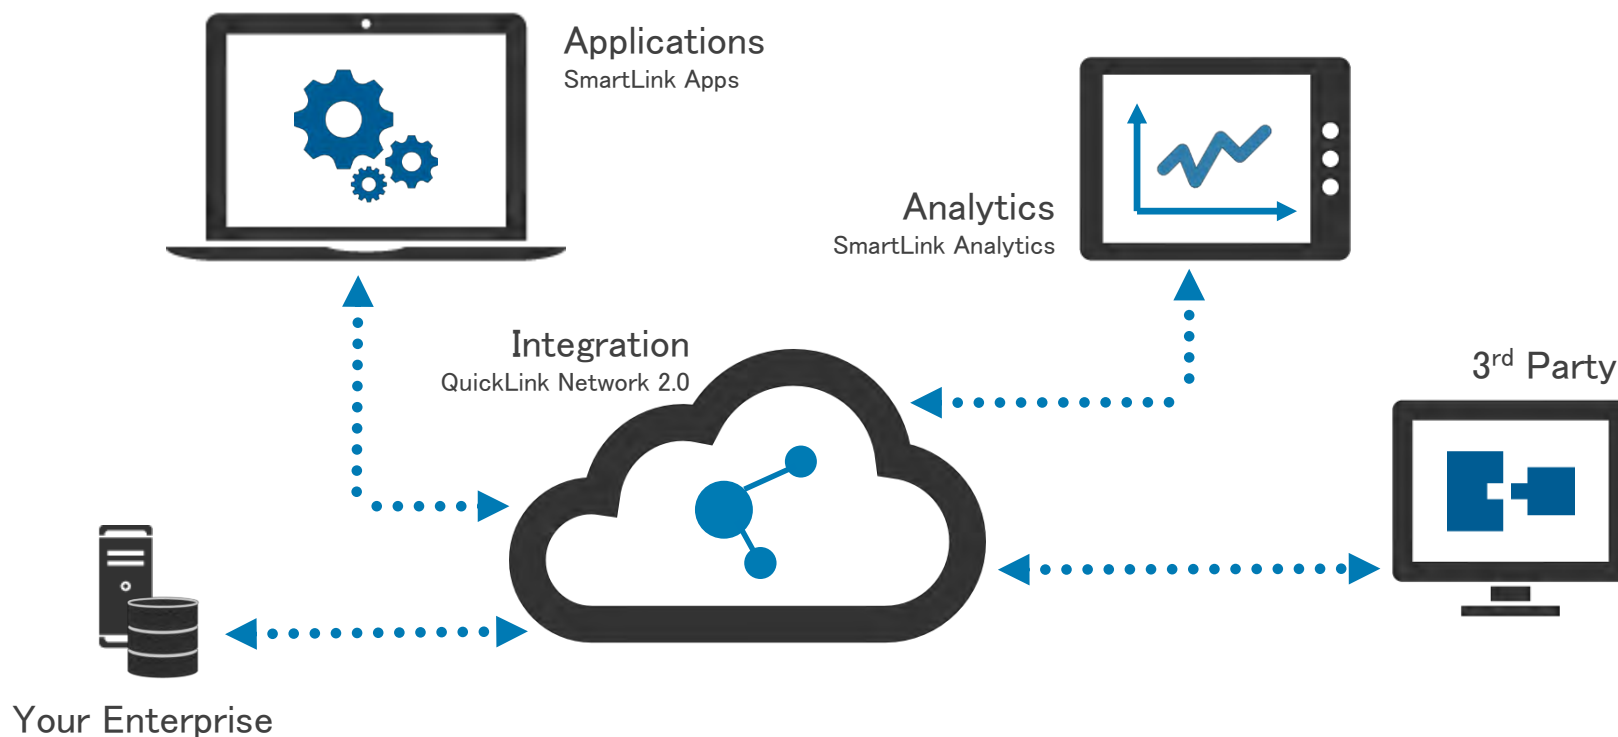 Applications
SmartLink Apps
Analytics
SmartLink Analytics
Integration
QuickLink Network 2.0
3rd Party
Your Enterprise